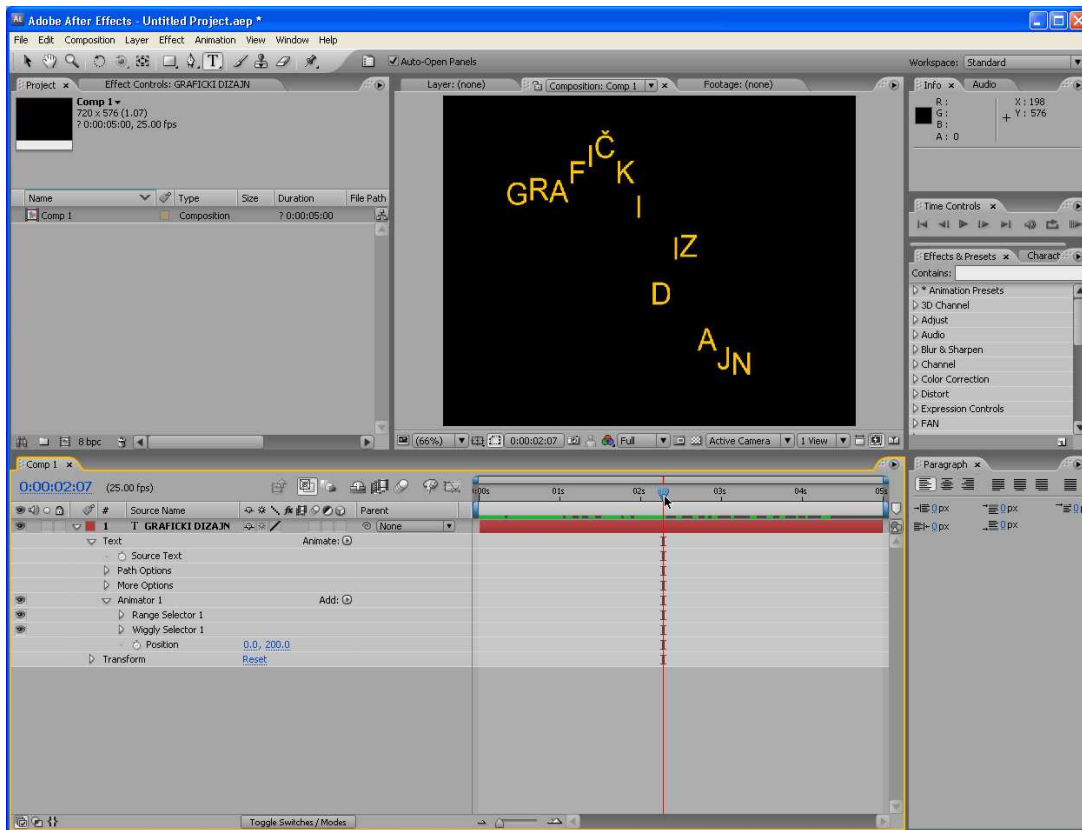 Adobe After Effects - Untitled Project.aep *
File Edit Composition Layer Effect Animation View Window Help
Auto-Open Panels Workspace: Standard
Project × Effect Controls: GRAFICKI DIZAJN Layer: (none) Composition: Comp 1 × Footage: (none) Info × Audio
Comp 1
720 x 576 (1.07)
? 0:00:05:00, 25.00 fps
R: X: 198
G: Y: 576
B:
A: 0
GRAFIČKI
DIZAJN
Name Type Size Duration File Path
Comp 1 Composition ? 0:00:05:00
Time Controls ×
Effects & Presets × Charact
Contains:
* Animation Presets
3D Channel
Adjust
Audio
Blur & Sharpen
Channel
Color Correction
Distort
Expression Controls
FAN
8 bpc (66%) 0:00:02:07 Full Active Camera 1 View
Comp 1 × Paragraph ×
0:00:02:07 (25.00 fps) 01s 02s 03s 04s 05s
# Source Name Parent
1 T GRAFICKI DIZAJN None
0 px 0 px 0 p
0 px 0 px
Text Animate:
Source Text
Path Options
More Options
Animator 1 Add:
Range Selector 1
Wiggly Selector 1
Position 0.0, 200.0
Transform Reset
Toggle Switches / Modes